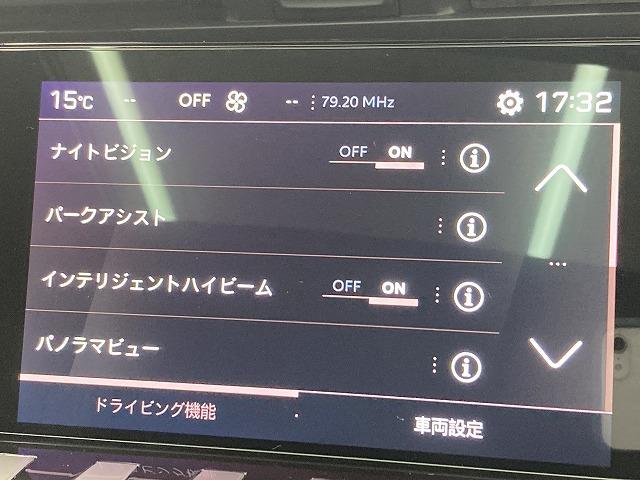 15℃ -- OFF -- 79.20 MHz 17:32
ナイトビジョン OFF ON
パークアシスト
インテリジェントハイビーム OFF ON
パノラマビュー
ドライビング機能 車両設定